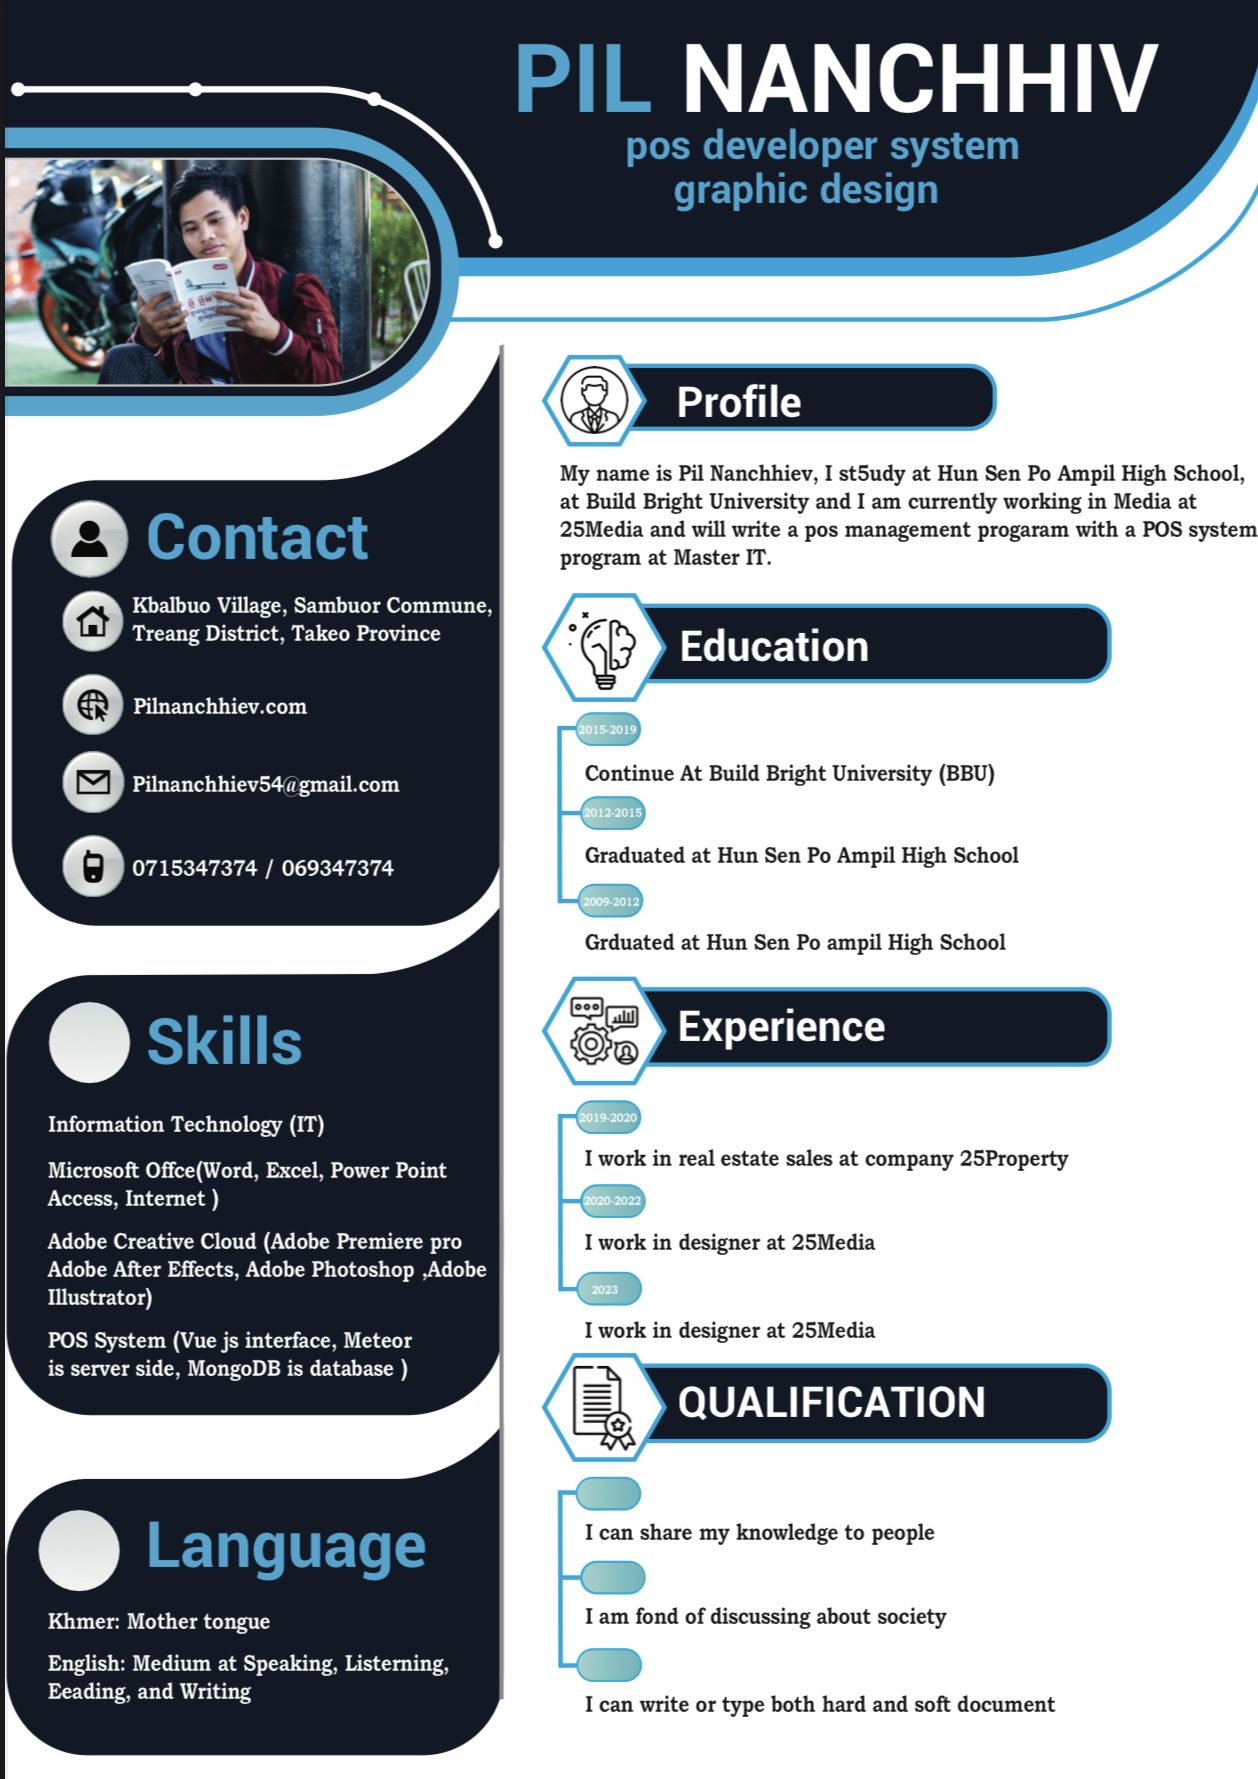 PIL NANCHHIV
pos developer system
graphic design
Contact
Kbalbuo Village, Sambuor Commune,
Treang District, Takeo Province
Pilnanchhiev.com
Pilnanchhiev54@gmail.com
0715347374 / 069347374
Skills
Information Technology (IT)
Microsoft Offce(Word, Excel, Power Point
Access, Internet )
Adobe Creative Cloud (Adobe Premiere pro
Adobe After Effects, Adobe Photoshop ,Adobe
Illustrator)
POS System (Vue js interface, Meteor
is server side, MongoDB is database )
Language
Khmer: Mother tongue
English: Medium at Speaking, Listerning,
Eeading, and Writing
Profile
My name is Pil Nanchhiev, I st5udy at Hun Sen Po Ampil High School,
at Build Bright University and I am currently working in Media at
25Media and will write a pos management progaram with a POS system
program at Master IT.
Education
2015-2019
Continue At Build Bright University (BBU)
2012-2015
Graduated at Hun Sen Po Ampil High School
2009-2012
Grduated at Hun Sen Po ampil High School
Experience
2019-2020
I work in real estate sales at company 25Property
2020-2022
I work in designer at 25Media
2023
I work in designer at 25Media
QUALIFICATION
I can share my knowledge to people
I am fond of discussing about society
I can write or type both hard and soft document